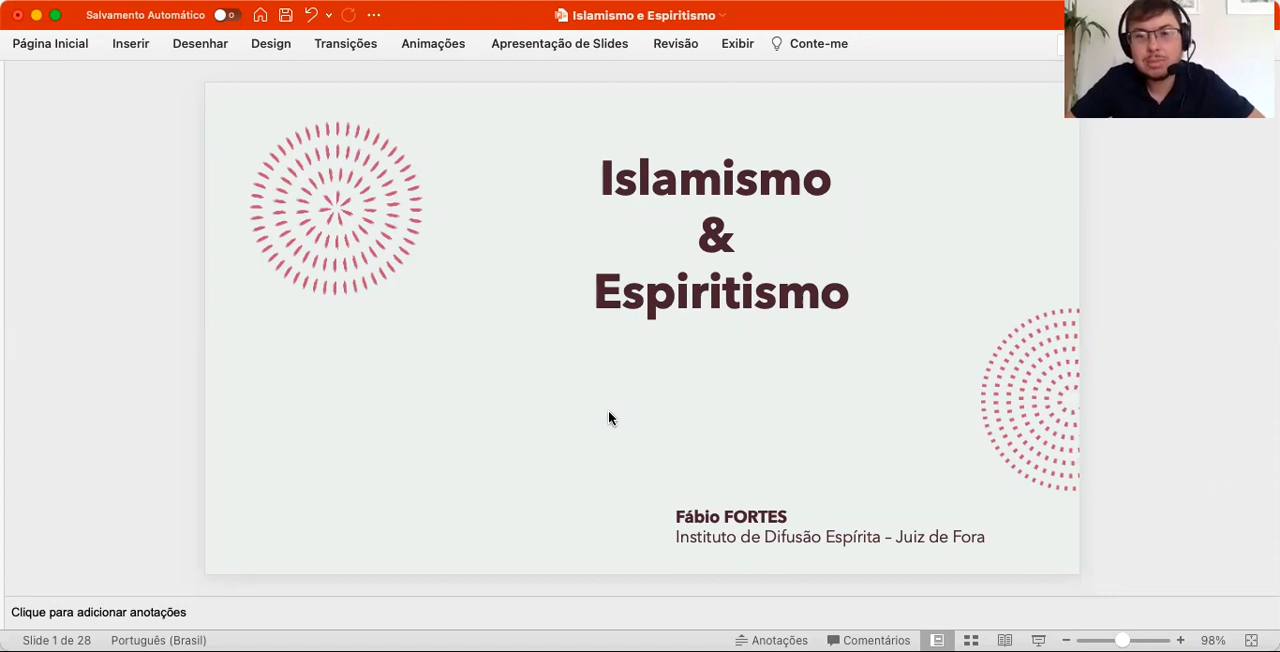 Salvamento Automático
Islamismo e Espiritismo
Página Inicial Inserir Desenhar Design Transições Animações Apresentação de Slides Revisão Exibir Conte-me
Islamismo
&
Espiritismo
Fábio FORTES
Instituto de Difusão Espírita – Juiz de Fora
Clique para adicionar anotações
Slide 1 de 28 Português (Brasil) Anotações Comentários 98%